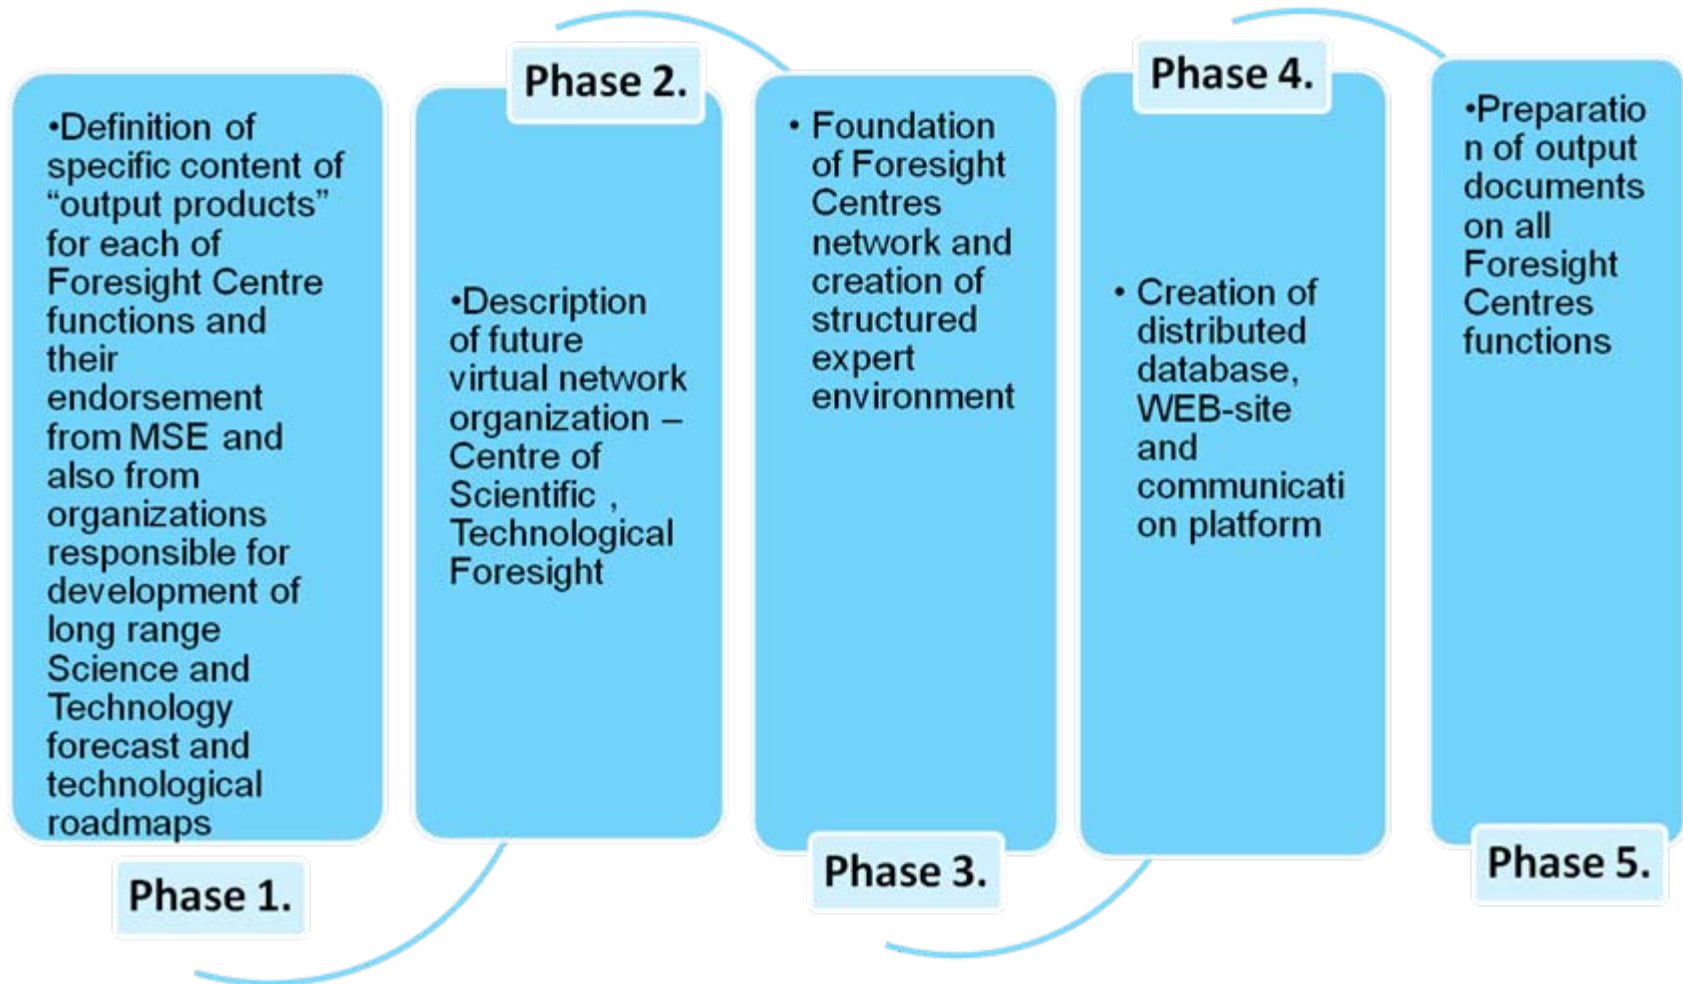 •Definition of
specific content of
“output products”
for each of
Foresight Centre
functions and
their
endorsement
from MSE and
also from
organizations
responsible for
development of
long range
Science and
Technology
forecast and
technological
roadmaps
Phase 1.
Phase 2.
•Description
of future
virtual network
organization –
Centre of
Scientific ,
Technological
Foresight
• Foundation
of Foresight
Centres
network and
creation of
structured
expert
environment
Phase 3.
Phase 4.
• Creation of
distributed
database,
WEB-site
and
communicati
on platform
•Preparatio
n of output
documents
on all
Foresight
Centres
functions
Phase 5.